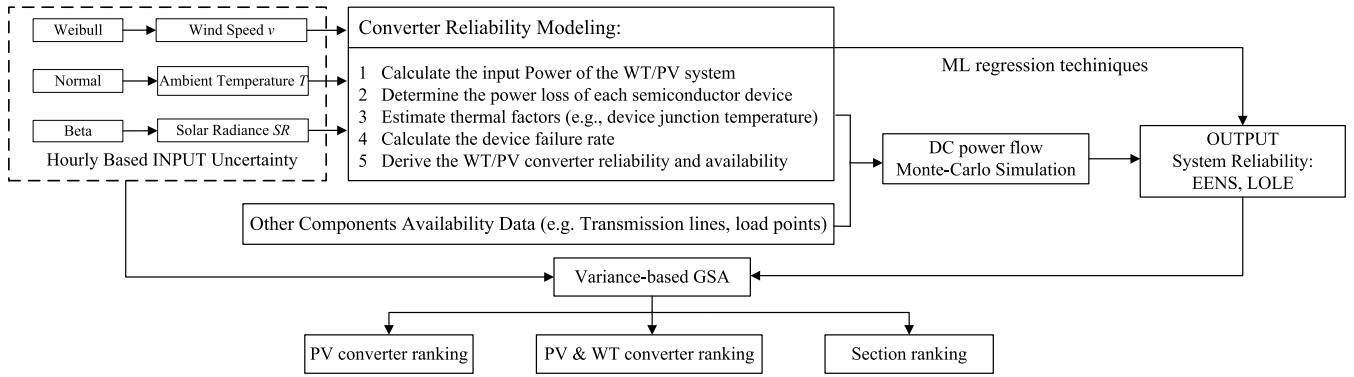 Weibull
Wind Speed v
Normal
Ambient Temperature T
Beta
Solar Radiance SR
Hourly Based INPUT Uncertainty
Converter Reliability Modeling:
1 Calculate the input Power of the WT/PV system
2 Determine the power loss of each semiconductor device
3 Estimate thermal factors (e.g., device junction temperature)
4 Calculate the device failure rate
5 Derive the WT/PV converter reliability and availability
Other Components Availability Data (e.g. Transmission lines, load points)
ML regression techiniques
DC power flow
Monte-Carlo Simulation
OUTPUT
System Reliability:
EENS, LOLE
Variance-based GSA
PV converter ranking
PV & WT converter ranking
Section ranking